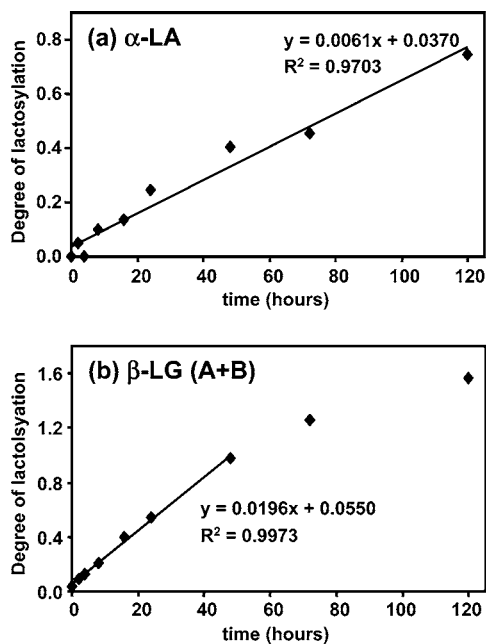 (a) α-LA
y = 0.0061x + 0.0370
R² = 0.9703
Degree of lactosylation
0.8
0.6
0.4
0.2
0.0
0 20 40 60 80 100 120
time (hours)
(b) β-LG (A+B)
y = 0.0196x + 0.0550
R² = 0.9973
Degree of lactolsyation
1.6
1.2
0.8
0.4
0.0
0 20 40 60 80 100 120
time (hours)